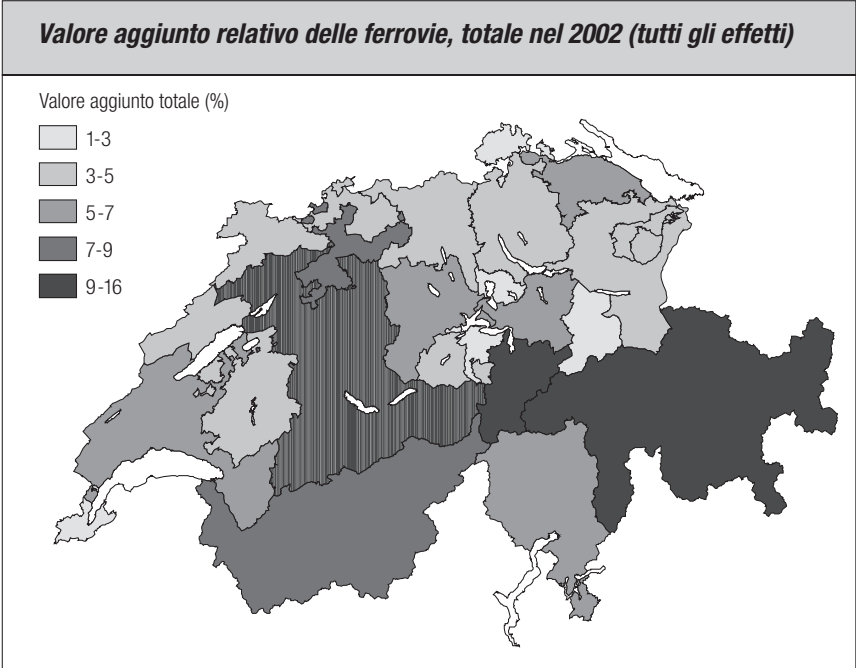 Valore aggiunto relativo delle ferrovie, totale nel 2002 (tutti gli effetti)
Valore aggiunto totale (%)
1-3
3-5
5-7
7-9
9-16